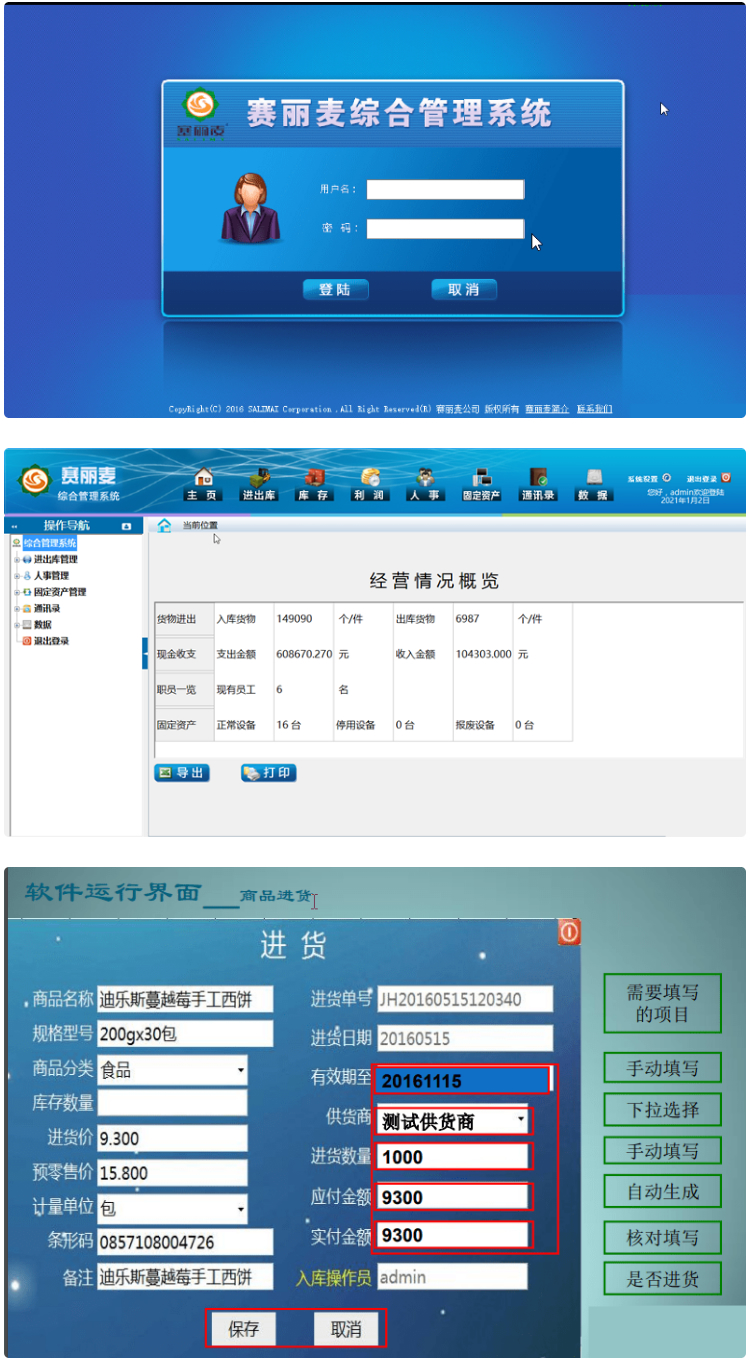 赛丽麦综合管理系统
赛丽麦
用户名：
密 码：
登陆 取消
CopyRight(C) 2016 SALIMAI Corporation .All Right Reserved(R) 赛丽麦公司 版权所有 赛丽麦简介 联系我们
赛丽麦
综合管理系统
主 页 进出库 库 存 利 润 人 事 固定资产 通讯录 数 据
系统设置 退出登录
您好，admin欢迎登陆
2021年1月2日
操作导航
当前位置
综合管理系统
进出库管理
人事管理
固定资产管理
通讯录
数据
退出登录
经营情况概览
货物进出 入库货物 149090 个/件 出库货物 6987 个/件
现金收支 支出金额 608670.270 元 收入金额 104303.000 元
职员一览 现有员工 6 名
固定资产 正常设备 16 台 停用设备 0 台 报废设备 0 台
导出 打印
软件运行界面__商品进货
进 货
商品名称 迪乐斯蔓越莓手工西饼 进货单号 JH20160515120340
规格型号 200gx30包 进货日期 20160515
商品分类 食品 有效期至 20161115
库存数量 供货商 测试供货商
进货价 9.300 进货数量 1000
预零售价 15.800 应付金额 9300
计量单位 包 实付金额 9300
条形码 0857108004726
备注 迪乐斯蔓越莓手工西饼 入库操作员 admin
保存 取消
需要填写
的项目
手动填写
下拉选择
手动填写
自动生成
核对填写
是否进货